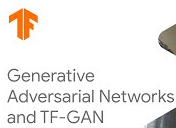 Generative
Adversarial Networks
and TF-GAN